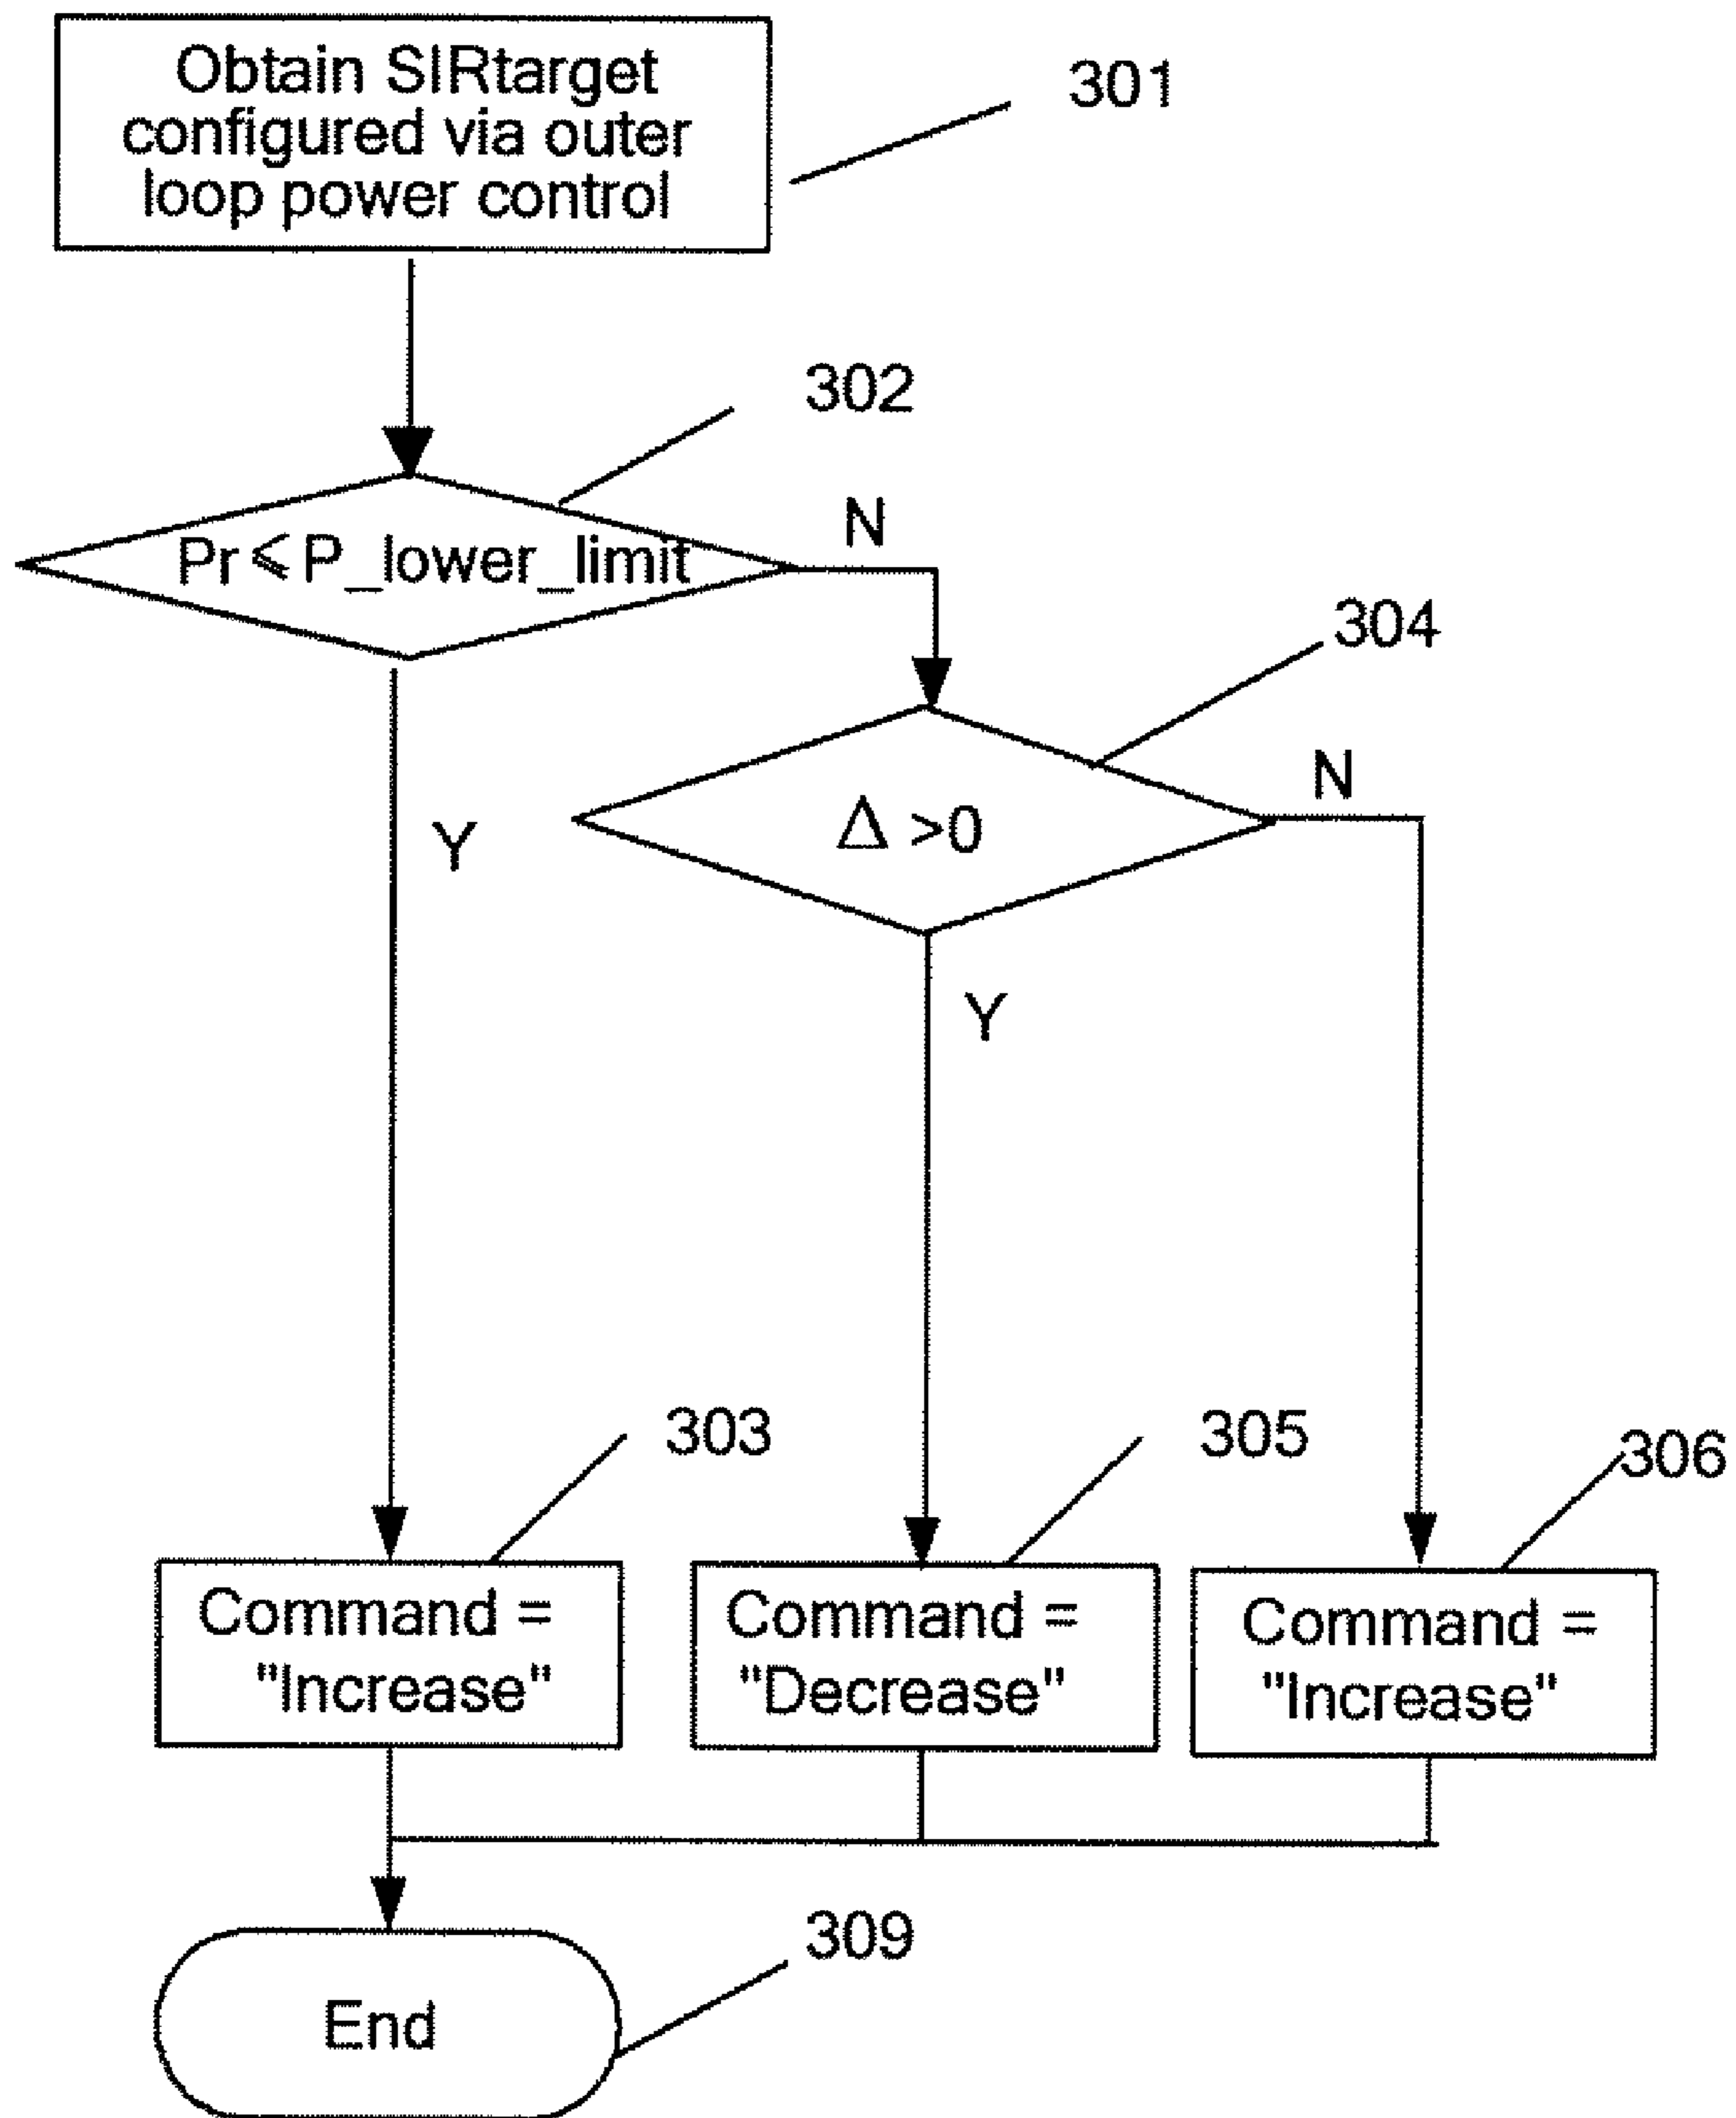 Obtain SIRtarget
configured via outer
loop power control
301
302
Pr⩽P_lower_limit
N
304
Δ >0
N
Y
Y
303
305
306
Command =
"Increase"
Command =
"Decrease"
Command =
"Increase"
309
End